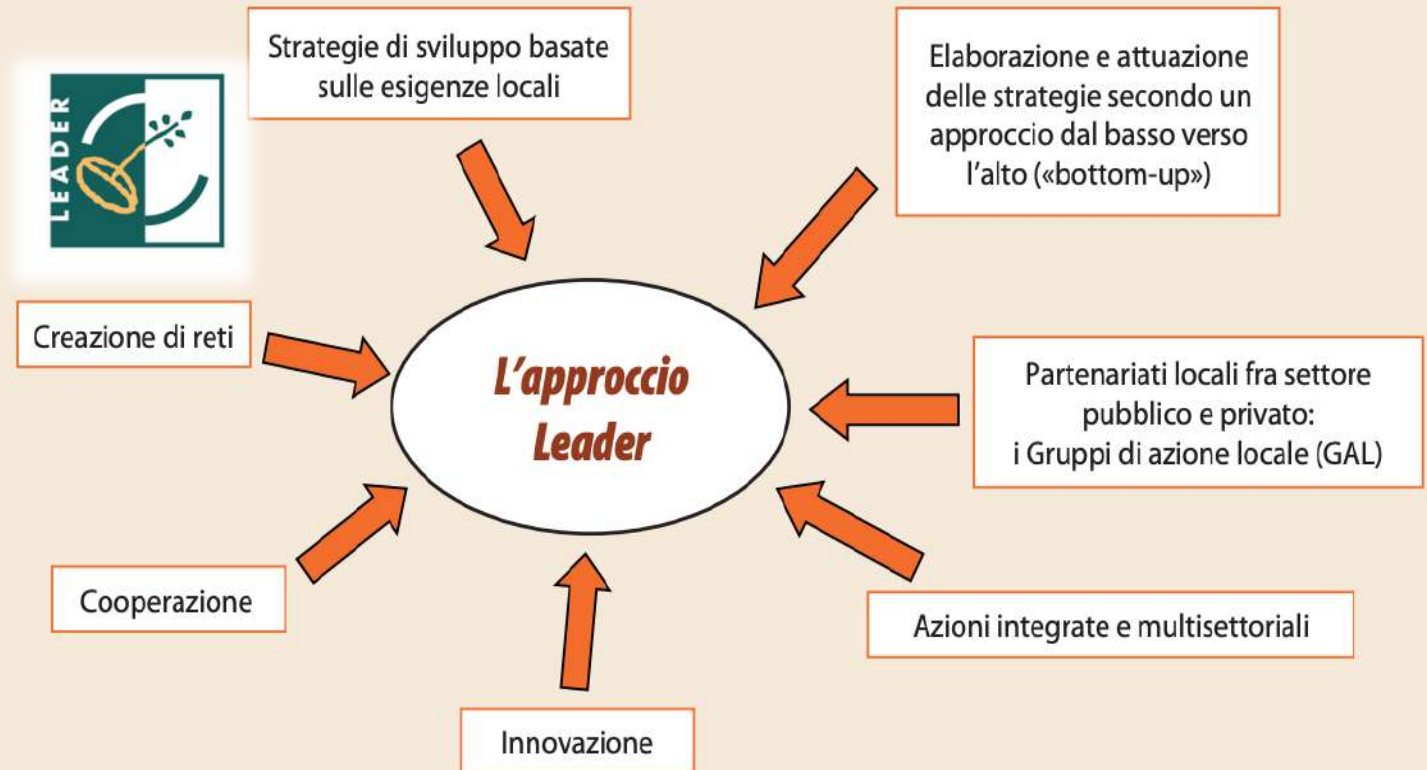 Strategie di sviluppo basate
sulle esigenze locali
Elaborazione e attuazione
delle strategie secondo un
approccio dal basso verso
l'alto («bottom-up»)
LEADER
Creazione di reti
L'approccio
Leader
Partenariati locali fra settore
pubblico e privato:
i Gruppi di azione locale (GAL)
Cooperazione
Azioni integrate e multisettoriali
Innovazione